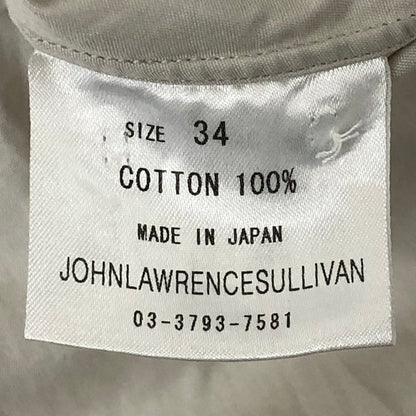 SIZE 34
COTTON 100%
MADE IN JAPAN
JOHNLAWRENCESULLIVAN
03-3793-7581